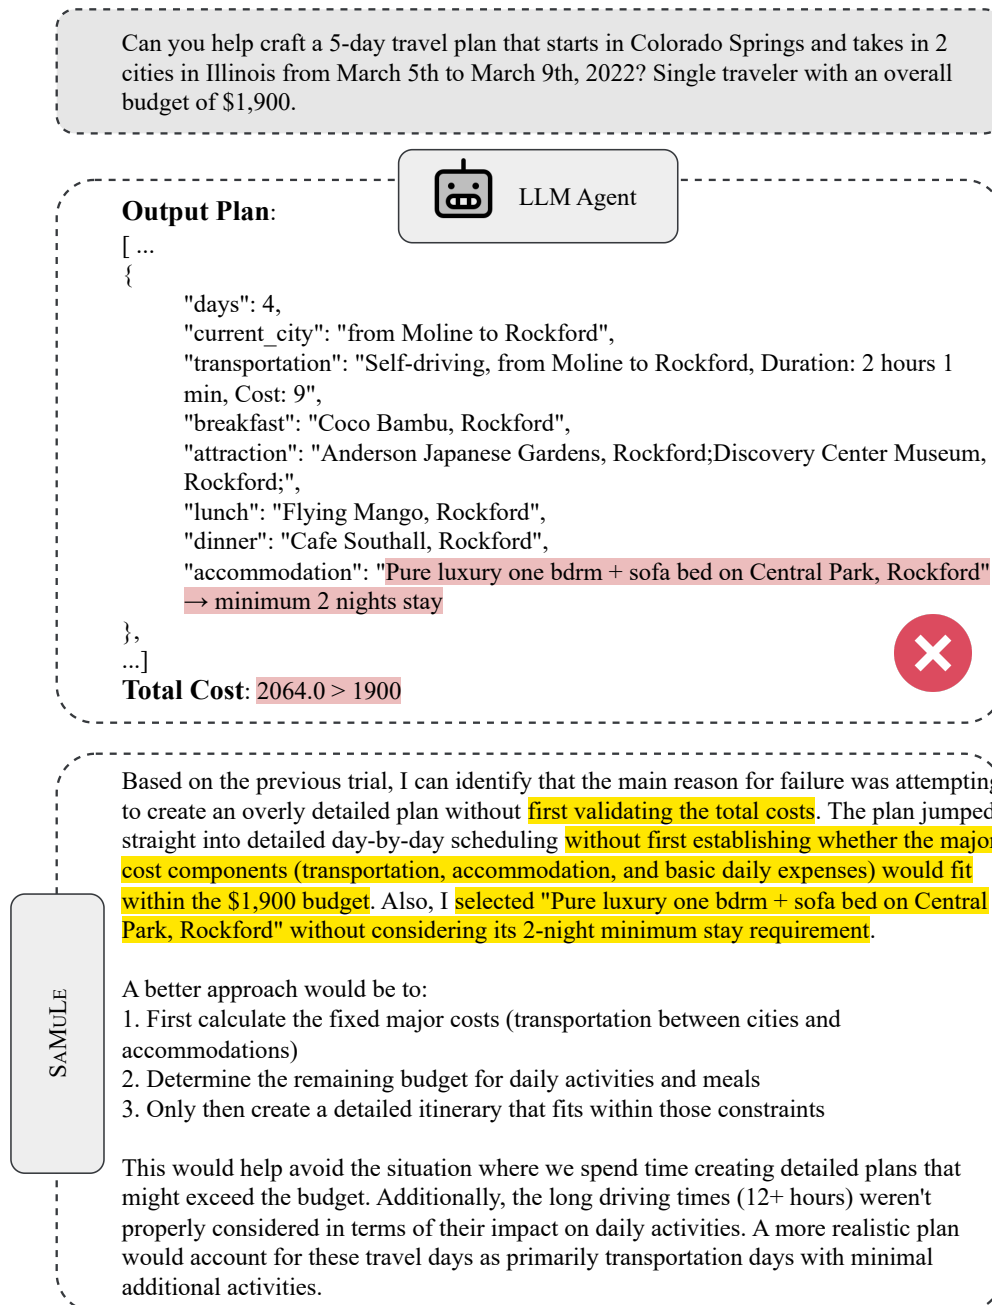 Can you help craft a 5-day travel plan that starts in Colorado Springs and takes in 2
cities in Illinois from March 5th to March 9th, 2022? Single traveler with an overall
budget of $1,900.
LLM Agent
Output Plan:
[ ...
{
"days": 4,
"current_city": "from Moline to Rockford",
"transportation": "Self-driving, from Moline to Rockford, Duration: 2 hours 1
min, Cost: 9",
"breakfast": "Coco Bambu, Rockford",
"attraction": "Anderson Japanese Gardens, Rockford;Discovery Center Museum,
Rockford;",
"lunch": "Flying Mango, Rockford",
"dinner": "Cafe Southall, Rockford",
"accommodation": "Pure luxury one bdrm + sofa bed on Central Park, Rockford"
→ minimum 2 nights stay
},
...]
Total Cost: 2064.0 > 1900
SAMULE
Based on the previous trial, I can identify that the main reason for failure was attempting
to create an overly detailed plan without first validating the total costs. The plan jumped
straight into detailed day-by-day scheduling without first establishing whether the major
cost components (transportation, accommodation, and basic daily expenses) would fit
within the $1,900 budget. Also, I selected "Pure luxury one bdrm + sofa bed on Central
Park, Rockford" without considering its 2-night minimum stay requirement.
A better approach would be to:
1. First calculate the fixed major costs (transportation between cities and
accommodations)
2. Determine the remaining budget for daily activities and meals
3. Only then create a detailed itinerary that fits within those constraints
This would help avoid the situation where we spend time creating detailed plans that
might exceed the budget. Additionally, the long driving times (12+ hours) weren't
properly considered in terms of their impact on daily activities. A more realistic plan
would account for these travel days as primarily transportation days with minimal
additional activities.